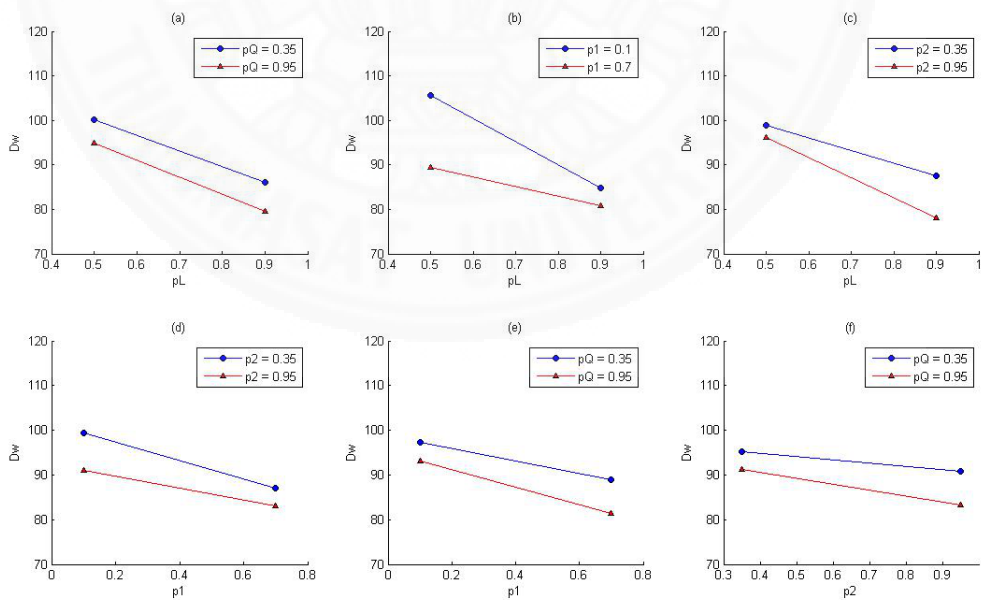 (a)
120
110
100
90
80
70
Dw
pQ = 0.35
pQ = 0.95
0.4 0.5 0.6 0.7 0.8 0.9 1
pL
(b)
120
110
100
90
80
70
Dw
p1 = 0.1
p1 = 0.7
0.4 0.5 0.6 0.7 0.8 0.9 1
pL
(c)
120
110
100
90
80
70
Dw
p2 = 0.35
p2 = 0.95
0.4 0.5 0.6 0.7 0.8 0.9 1
pL
(d)
120
110
100
90
80
70
Dw
p2 = 0.35
p2 = 0.95
0 0.2 0.4 0.6 0.8
p1
(e)
120
110
100
90
80
70
Dw
pQ = 0.35
pQ = 0.95
0 0.2 0.4 0.6 0.8
p1
(f)
120
110
100
90
80
70
Dw
pQ = 0.35
pQ = 0.95
0.3 0.4 0.5 0.6 0.7 0.8 0.9
p2